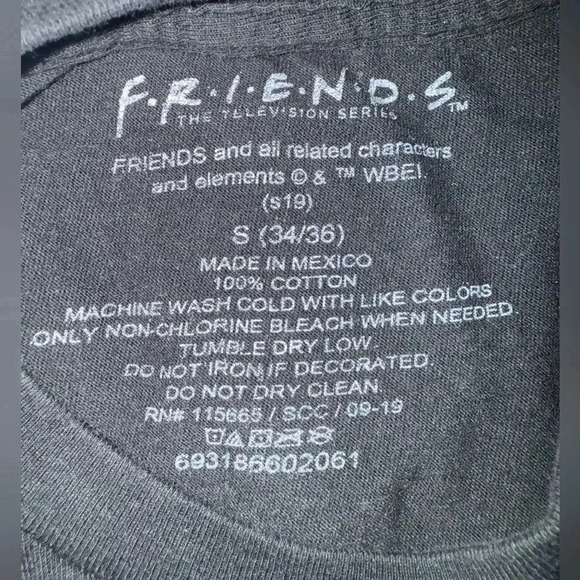 F·R·I·E·N·D·S™
THE TELEVISION SERIES
FRIENDS and all related characters
and elements © & ™ WBEI.
(s19)
S (34/36)
MADE IN MEXICO
100% COTTON
MACHINE WASH COLD WITH LIKE COLORS
ONLY NON-CHLORINE BLEACH WHEN NEEDED.
TUMBLE DRY LOW.
DO NOT IRON IF DECORATED.
DO NOT DRY CLEAN.
RN# 115665 / SCC / 09-19
693186602061